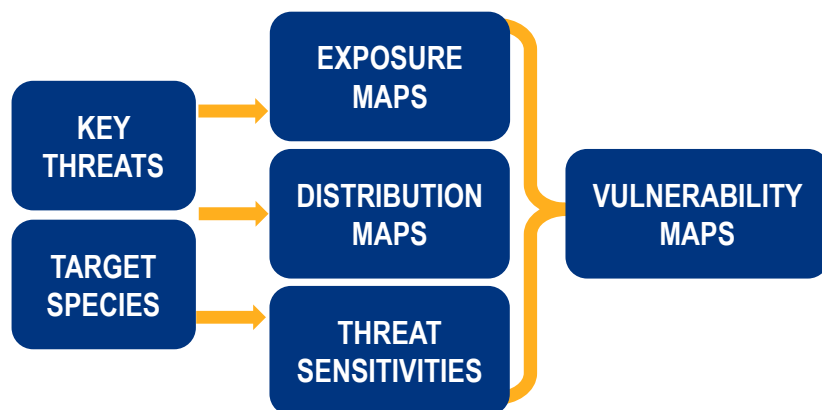 KEY
THREATS
TARGET
SPECIES
EXPOSURE
MAPS
DISTRIBUTION
MAPS
THREAT
SENSITIVITIES
VULNERABILITY
MAPS